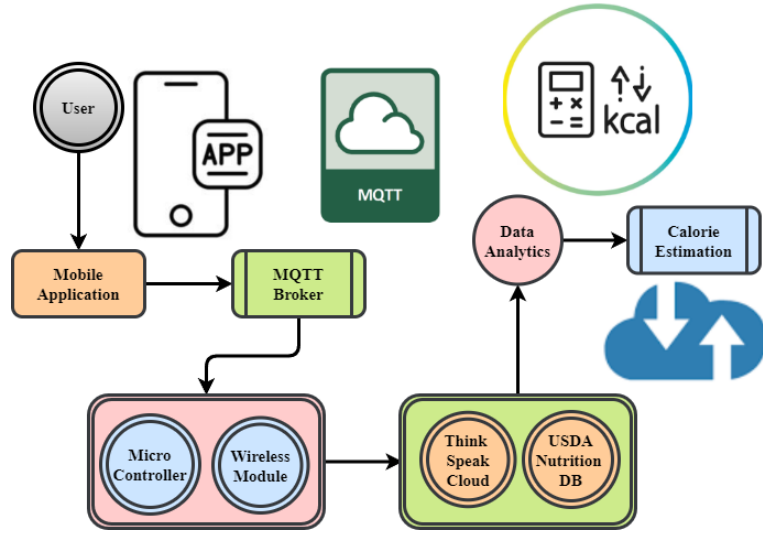 User
APP
MQTT
kcal
Mobile
Application
MQTT
Broker
Data
Analytics
Calorie
Estimation
Micro
Controller
Wireless
Module
Think
Speak
Cloud
USDA
Nutrition
DB